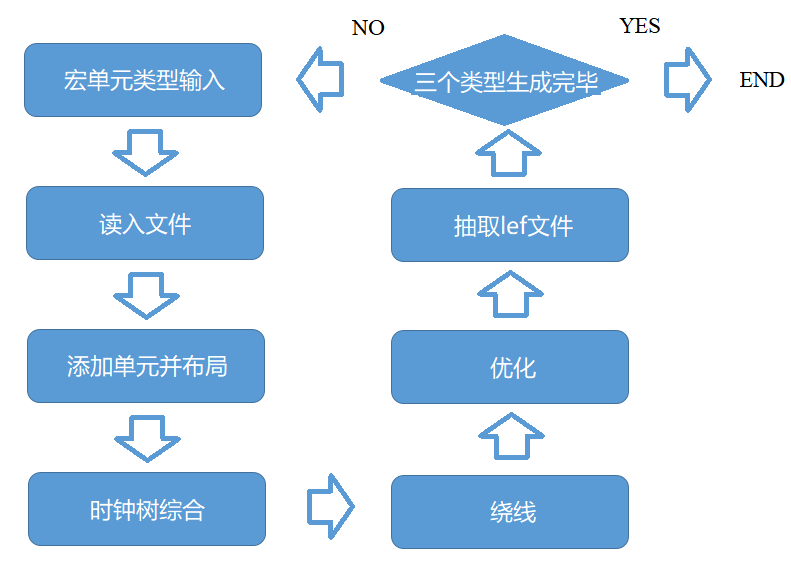 NO
YES
宏单元类型输入
三个类型生成完毕
END
读入文件
抽取lef文件
添加单元并布局
优化
时钟树综合
绕线